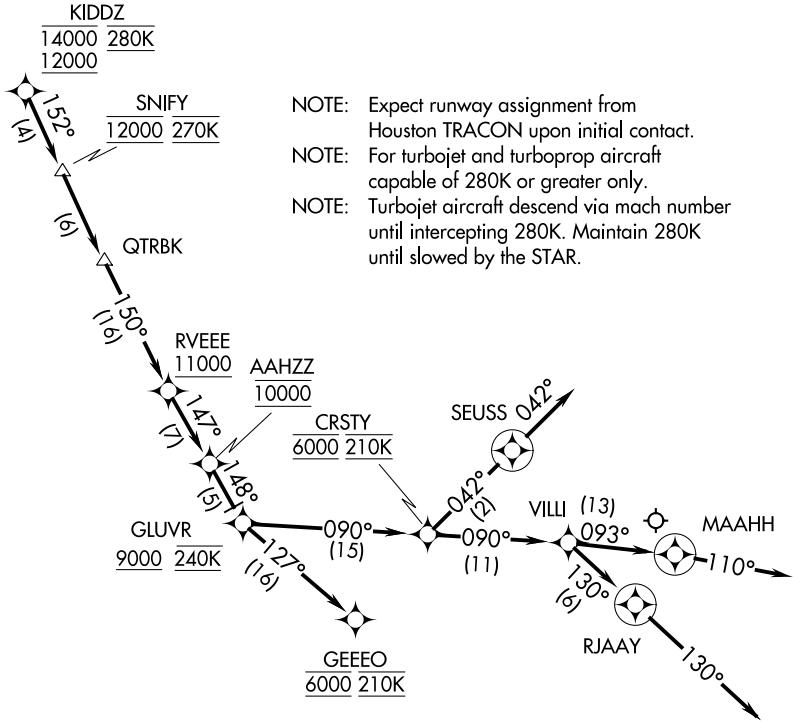 KIDDZ
14000 280K
12000
152°
(4)
SNIFY
12000 270K
NOTE: Expect runway assignment from
Houston TRACON upon initial contact.
NOTE: For turbojet and turboprop aircraft
capable of 280K or greater only.
NOTE: Turbojet aircraft descend via mach number
until intercepting 280K. Maintain 280K
until slowed by the STAR.
(6)
QTRBK
150°
(16)
RVEEE
11000
147°
(7)
AAHZZ
10000
148°
(5)
CRSTY
6000 210K
SEUSS
042°
042°
(2)
GLUVR
9000 240K
090°
(15)
127°
(16)
GEEEO
6000 210K
090°
(11)
VILLI
(13)
093°
MAAHH
110°
130°
(6)
RJAAY
130°